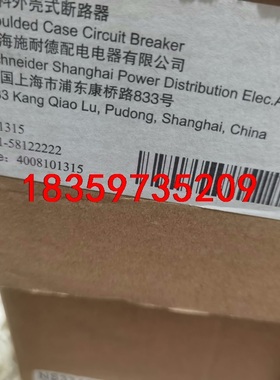 料外壳式断路器
oulded Case Circuit Breaker
海施耐德配电电器有限公司
chneider Shanghai Power Distribution Elec.A
国上海市浦东康桥路833号
33 Kang Qiao Lu, Pudong, Shanghai, China
1315
1-58122222
e: 4008101315
18359735209